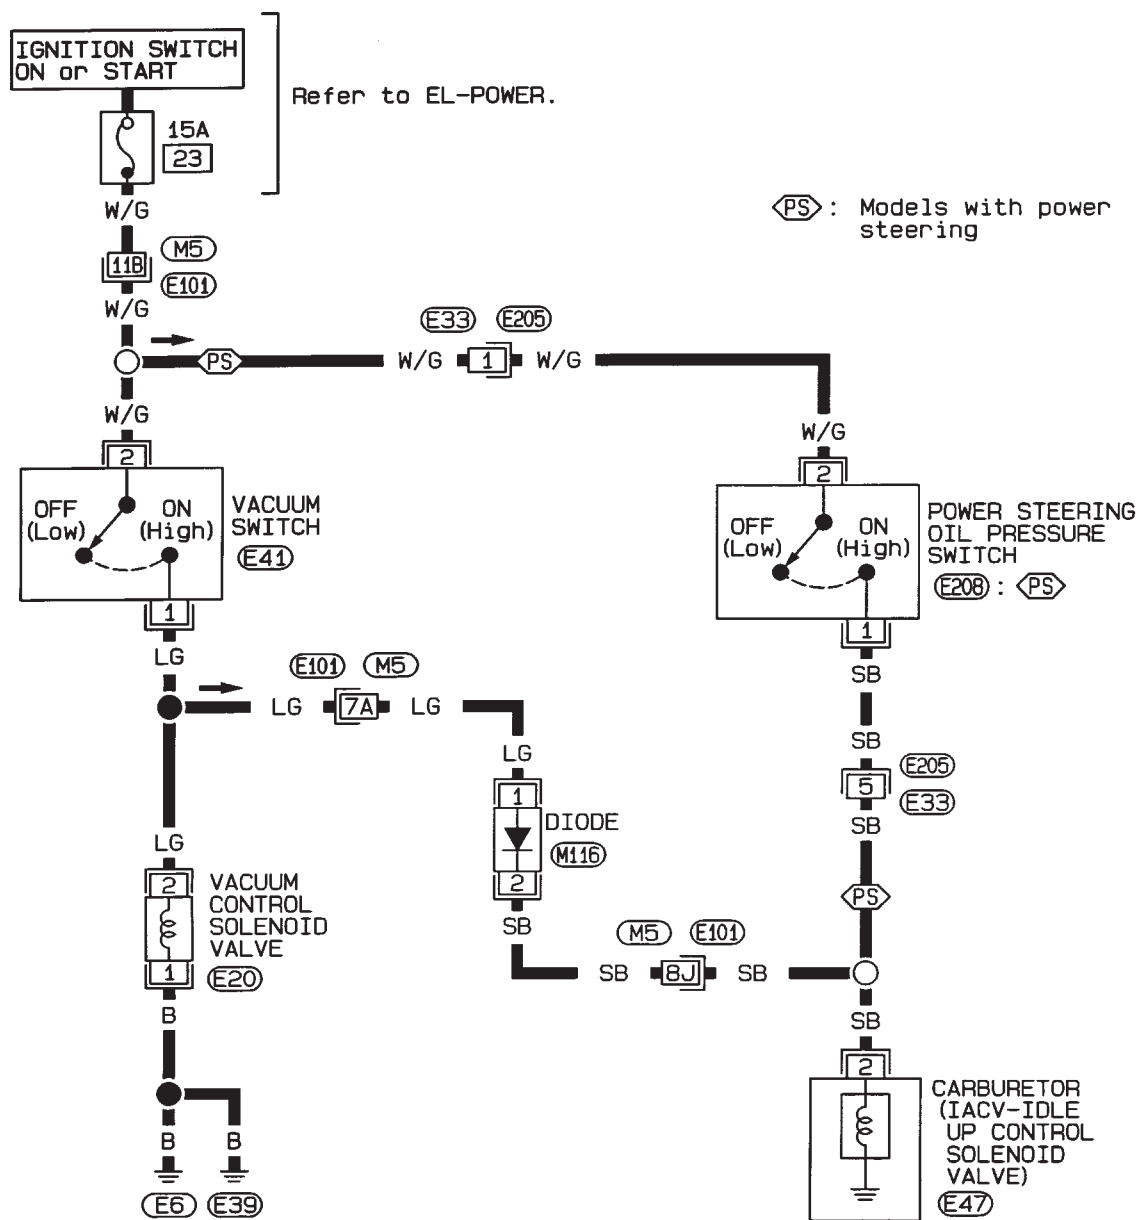 IGNITION SWITCH
ON or START
Refer to EL-POWER.
15A
23
W/G
PS : Models with power
steering
11B
M5
E101
W/G
E33 E205
PS
W/G 1 W/G
W/G
W/G
2
2
OFF
(Low)
ON
(High)
VACUUM
SWITCH
E41
OFF
(Low)
ON
(High)
POWER STEERING
OIL PRESSURE
SWITCH
E208 : PS
1
1
LG
SB
E101 M5
LG 7A LG
SB
LG
5
E205
E33
1
DIODE
M116
2
SB
LG
2
VACUUM
CONTROL
SOLENOID
VALVE
1
E20
PS
SB
M5 E101
SB 8J SB
B
SB
2
CARBURETOR
(IACV-IDLE
UP CONTROL
SOLENOID
VALVE)
E47
B B
E6 E39